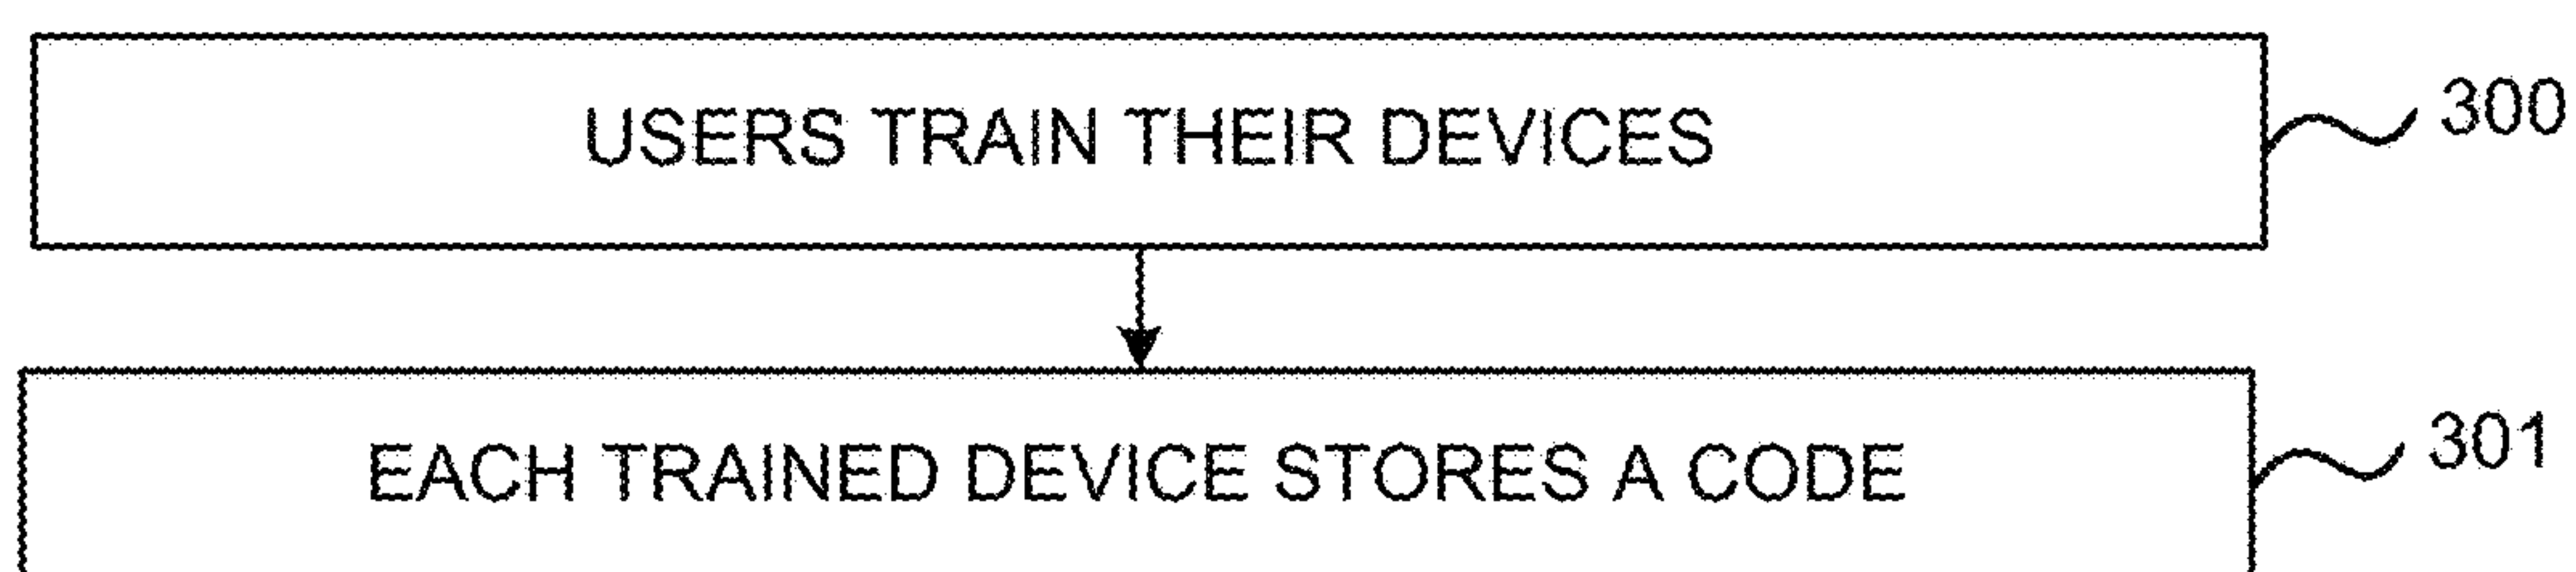 USERS TRAIN THEIR DEVICES 300
EACH TRAINED DEVICE STORES A CODE 301